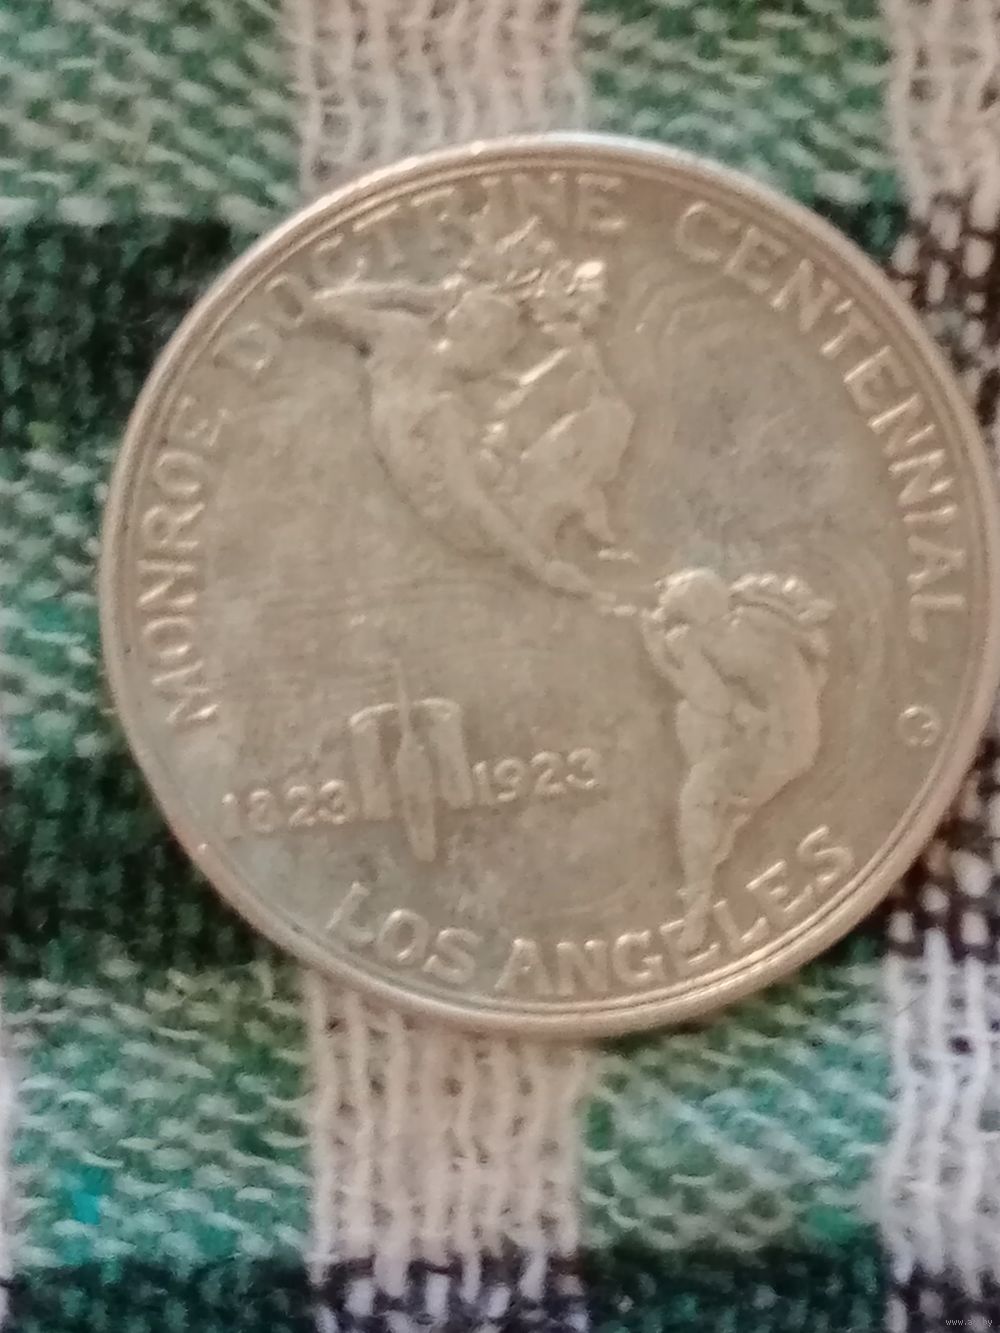 MONROE DOCTRINE CENTENNIAL
1823 1923
LOS ANGELES